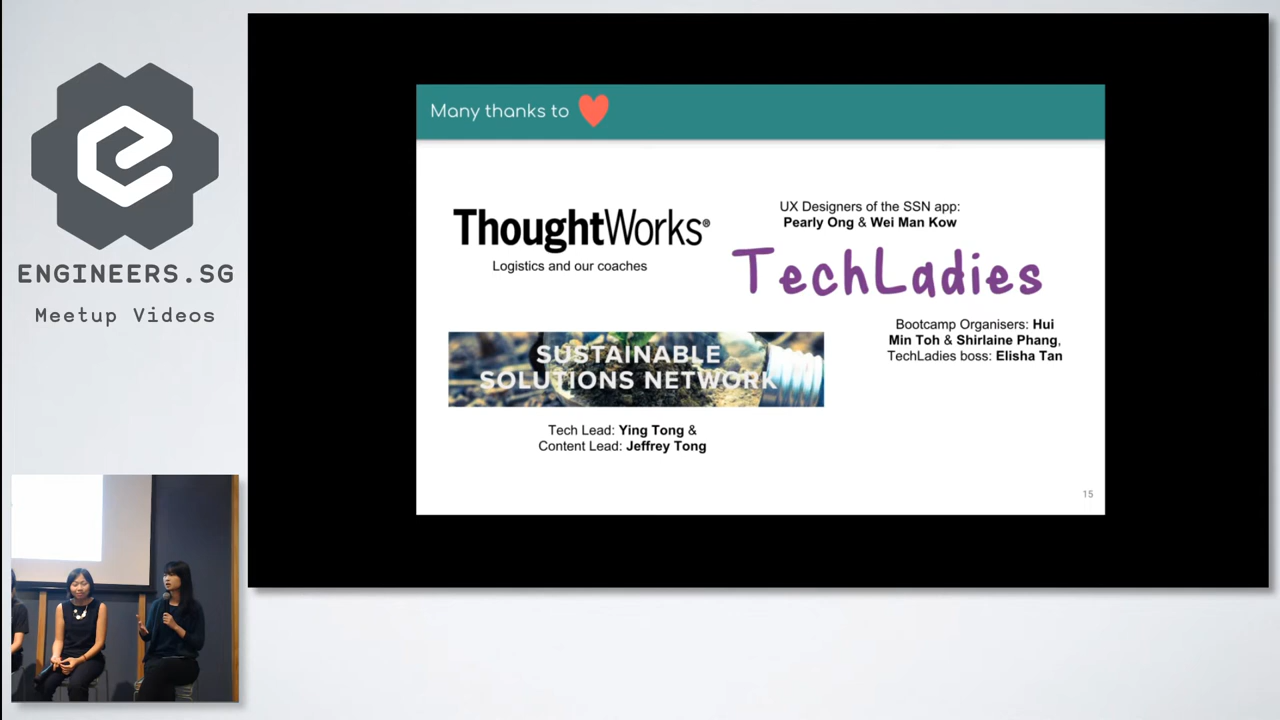 ENGINEERS.SG
Meetup Videos
Many thanks to
ThoughtWorks®
Logistics and our coaches
UX Designers of the SSN app:
Pearly Ong & Wei Man Kow
TechLadies
Bootcamp Organisers: Hui
Min Toh & Shirlaine Phang,
TechLadies boss: Elisha Tan
SUSTAINABLE
SOLUTIONS NETWORK
Tech Lead: Ying Tong &
Content Lead: Jeffrey Tong
15